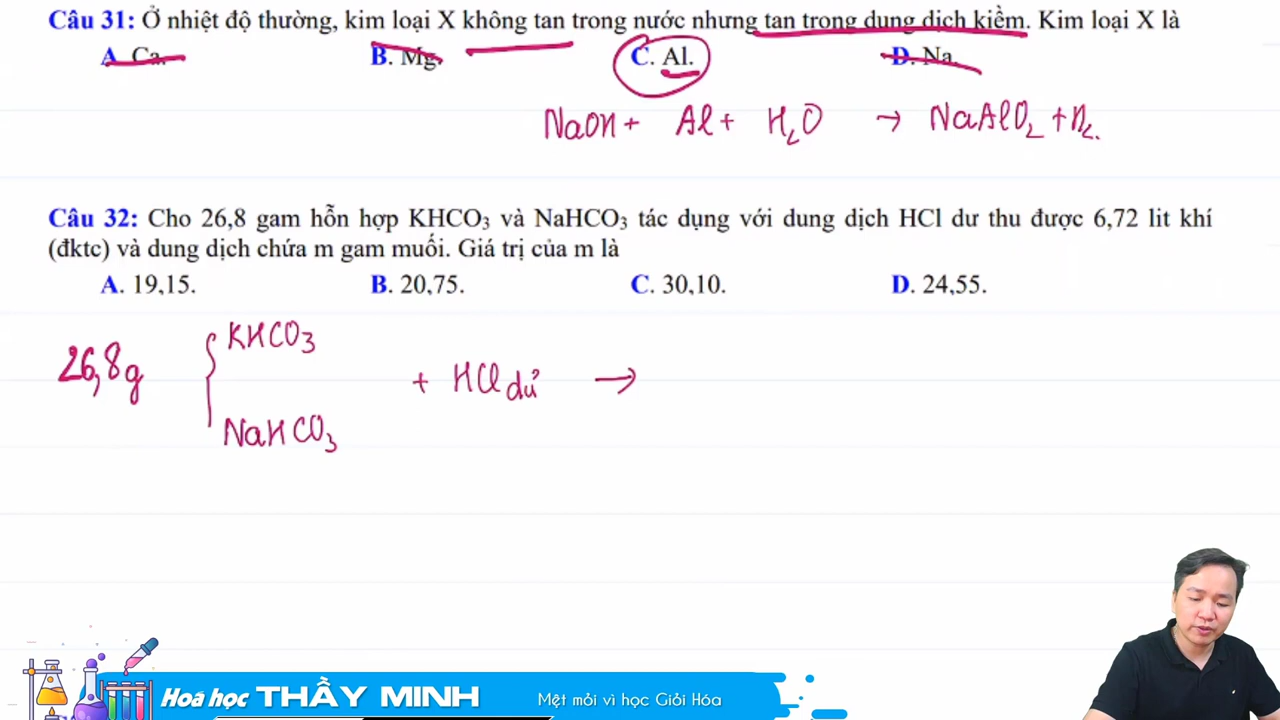 Câu 31: Ở nhiệt độ thường, kim loại X không tan trong nước nhưng tan trong dung dịch kiềm. Kim loại X là
A. Ca. B. Mg. C. Al. D. Na.
NaOH + Al + H₂O → NaAlO₂ + H₂.
Câu 32: Cho 26,8 gam hỗn hợp KHCO₃ và NaHCO₃ tác dụng với dung dịch HCl dư thu được 6,72 lit khí
(đktc) và dung dịch chứa m gam muối. Giá trị của m là
A. 19,15. B. 20,75. C. 30,10. D. 24,55.
KHCO₃
26,8g + HCl dư →
NaHCO₃
Hoá học THẦY MINH Mệt mỏi vì học Giỏi Hóa